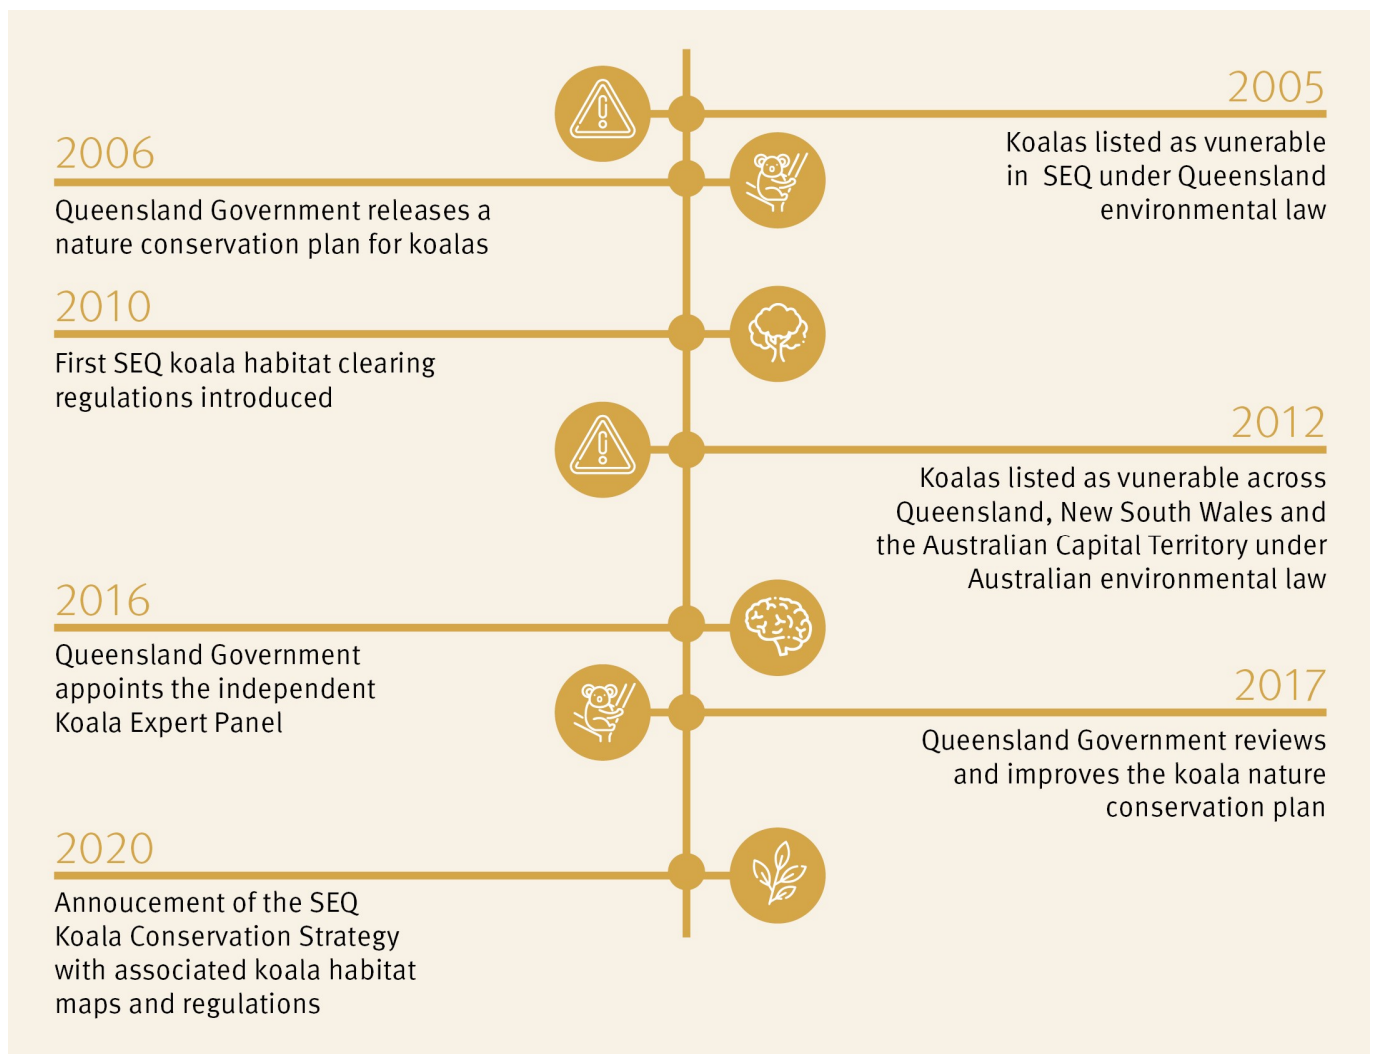 2005
Koalas listed as vunerable
in SEQ under Queensland
environmental law
2006
Queensland Government releases a
nature conservation plan for koalas
2010
First SEQ koala habitat clearing
regulations introduced
2012
Koalas listed as vunerable across
Queensland, New South Wales and
the Australian Capital Territory under
Australian environmental law
2016
Queensland Government
appoints the independent
Koala Expert Panel
2017
Queensland Government reviews
and improves the koala nature
conservation plan
2020
Annoucement of the SEQ
Koala Conservation Strategy
with associated koala habitat
maps and regulations